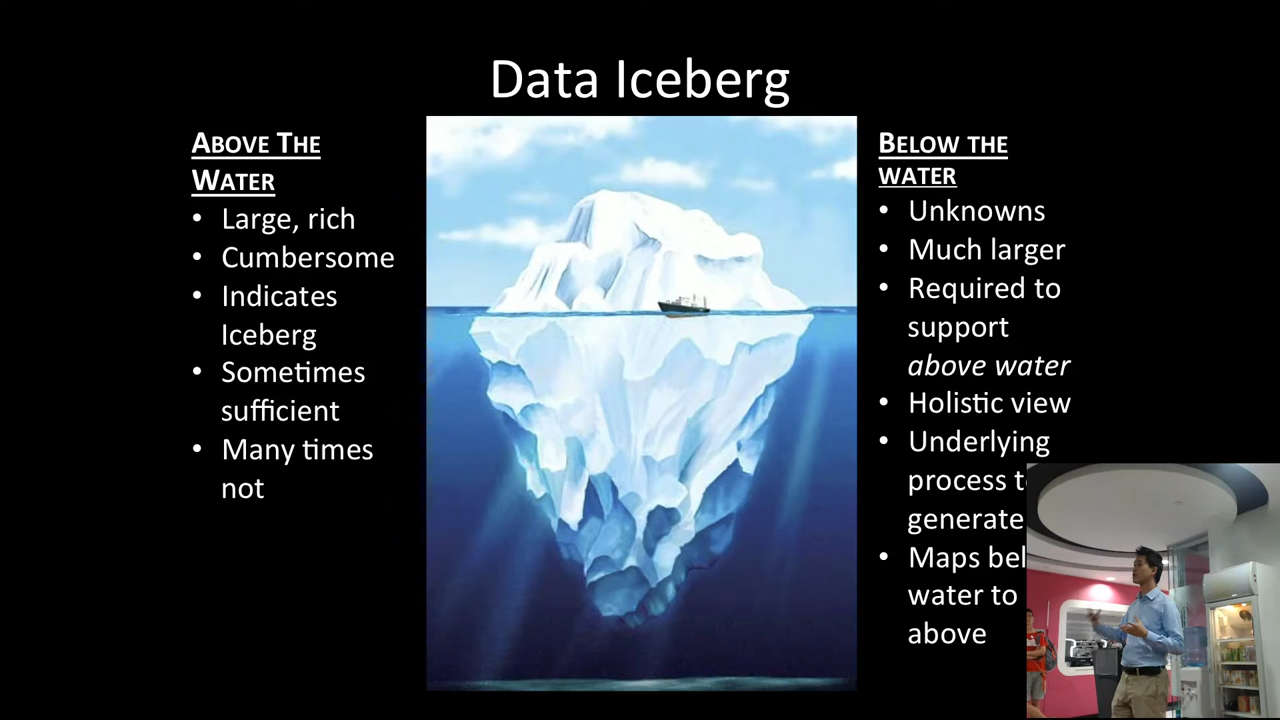 Data Iceberg
ABOVE THE
WATER
• Large, rich
• Cumbersome
• Indicates
Iceberg
• Sometimes
sufficient
• Many times
not
BELOW THE
WATER
• Unknowns
• Much larger
• Required to
support
above water
• Holistic view
• Underlying
process
generate
• Maps
water to
above